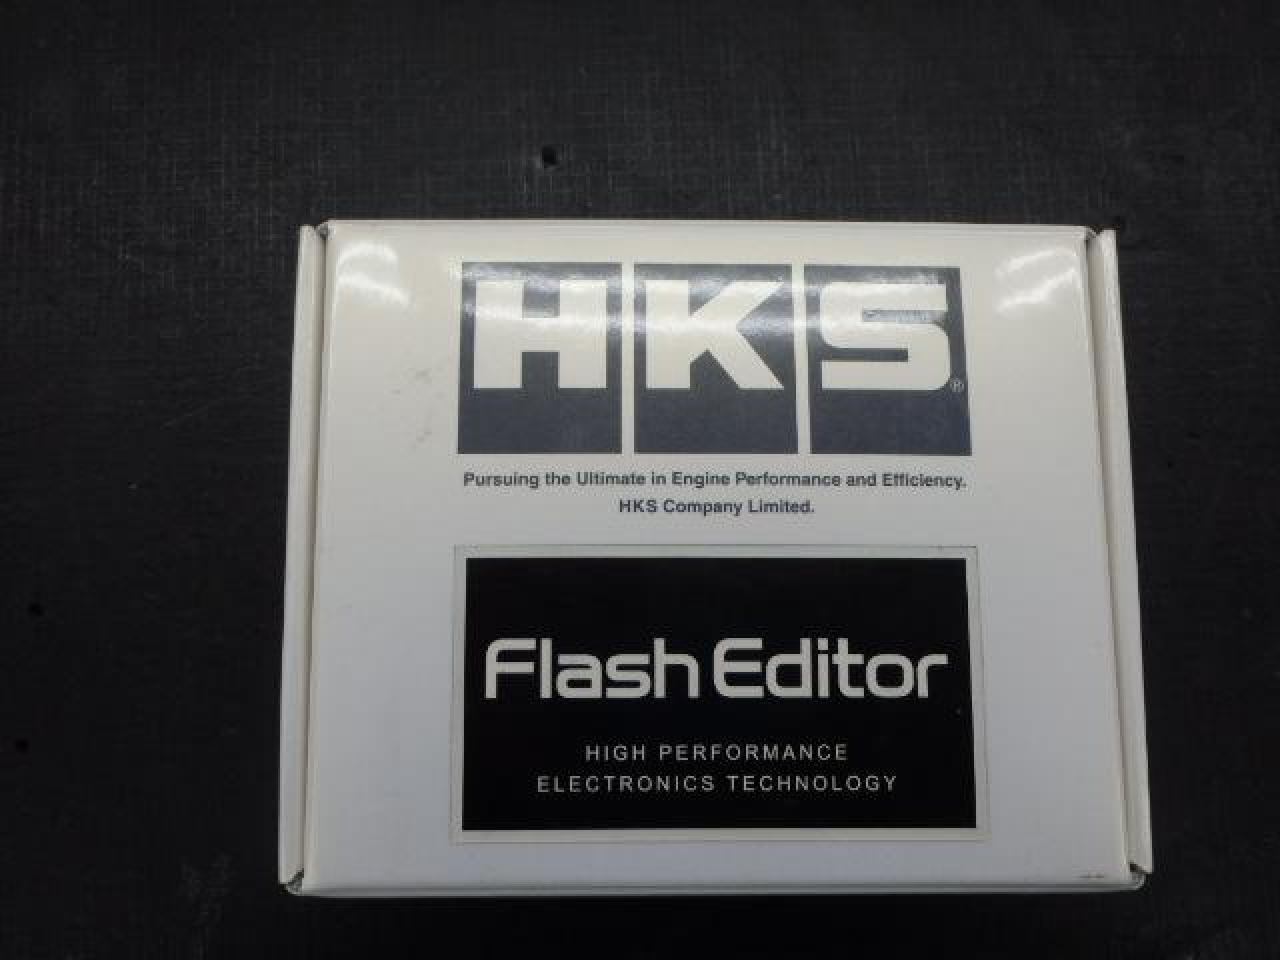 HKS®
Pursuing the Ultimate in Engine Performance and Efficiency.
HKS Company Limited.
Flash Editor
HIGH PERFORMANCE
ELECTRONICS TECHNOLOGY